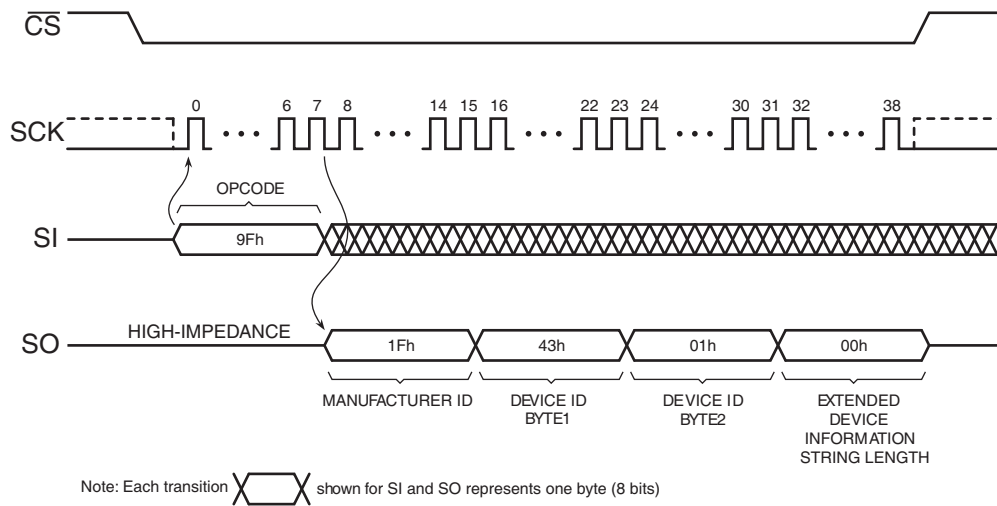 CS
0 6 7 8 14 15 16 22 23 24 30 31 32 38
SCK
OPCODE
SI
9Fh
HIGH-IMPEDANCE
SO
1Fh 43h 01h 00h
MANUFACTURER ID
DEVICE ID
BYTE1
DEVICE ID
BYTE2
EXTENDED
DEVICE
INFORMATION
STRING LENGTH
Note: Each transition shown for SI and SO represents one byte (8 bits)